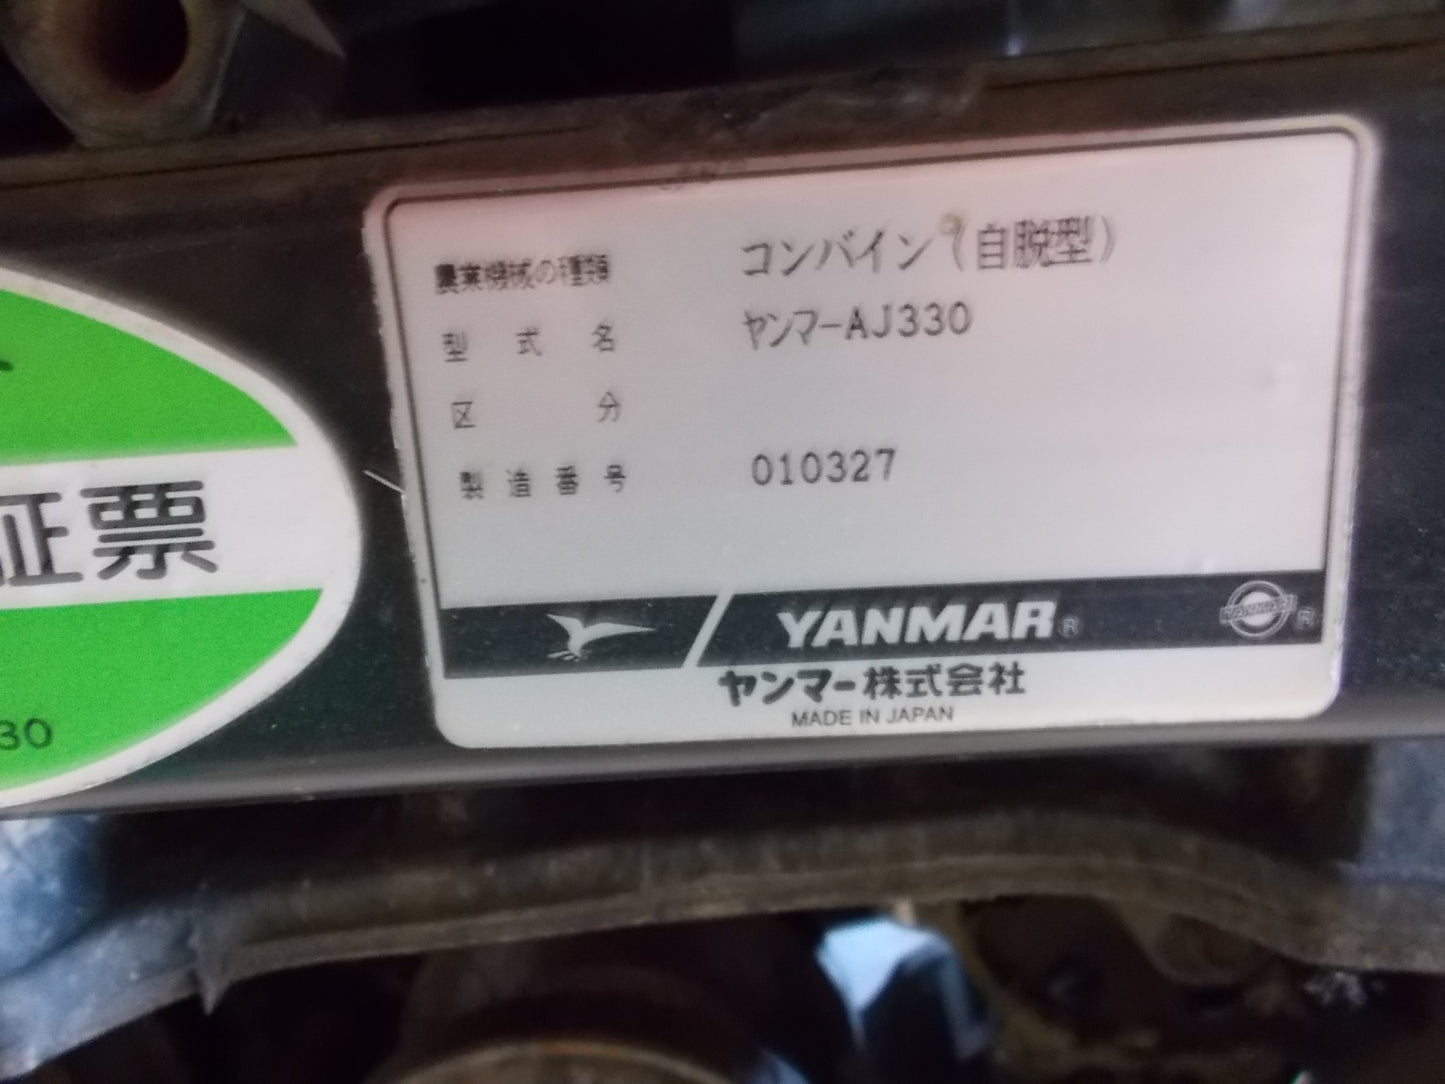 農業機械の種類 コンバイン(自脱型)
型式名 ヤンマーAJ330
区分
製造番号 010327
YANMAR® YANMAR ®
ヤンマー株式会社
MADE IN JAPAN
証票
30